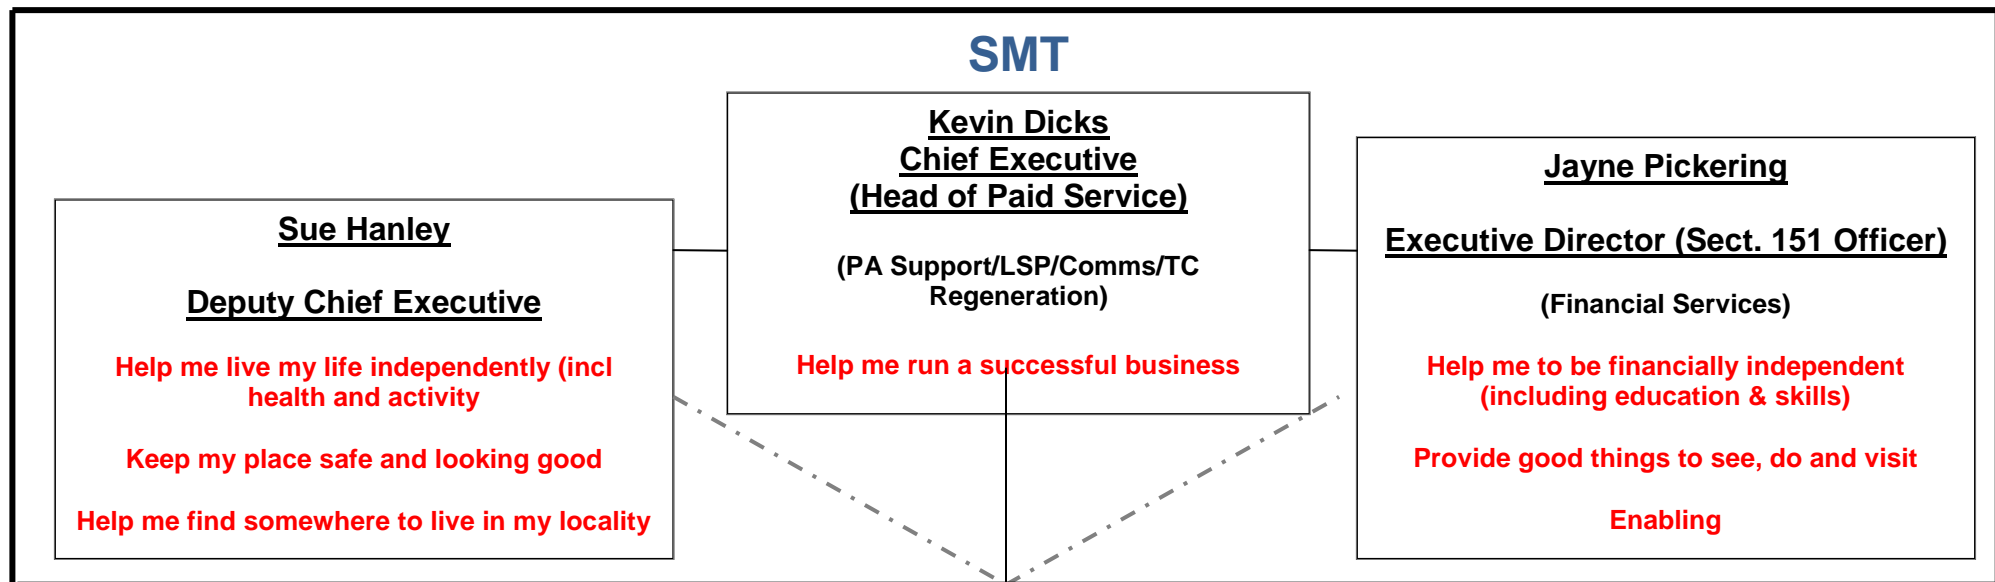 SMT
Sue Hanley
Deputy Chief Executive
Help me live my life independently (incl
health and activity
Keep my place safe and looking good
Help me find somewhere to live in my locality
Kevin Dicks
Chief Executive
(Head of Paid Service)
(PA Support/LSP/Comms/TC
Regeneration)
Help me run a successful business
Jayne Pickering
Executive Director (Sect. 151 Officer)
(Financial Services)
Help me to be financially independent
(including education & skills)
Provide good things to see, do and visit
Enabling